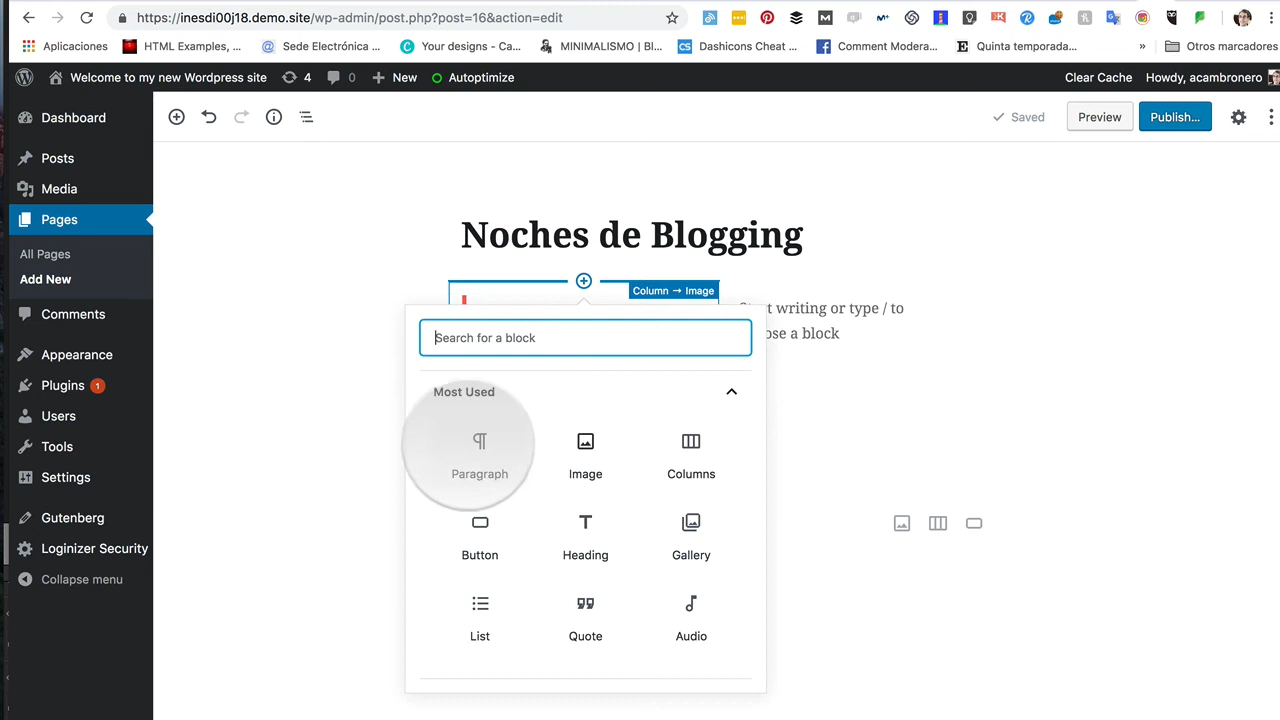 https://inesdi00j18.demo.site/wp-admin/post.php?post=16&action=edit
Aplicaciones
HTML Examples, ...
Sede Electrónica ...
Your designs - Ca...
MINIMALISMO | Bl...
Dashicons Cheat ...
Comment Modera...
Quinta temporada...
»
Otros marcadores
Welcome to my new Wordpress site
4
0
New
Autoptimize
Clear Cache
Howdy, acambronero
Dashboard
Posts
Media
Pages
All Pages
Add New
Comments
Appearance
Plugins 1
Users
Tools
Settings
Gutenberg
Loginizer Security
Collapse menu
Saved
Preview
Publish...
Noches de Blogging
Column → Image
t writing or type / to
ose a block
Search for a block
Most Used
Paragraph
Image
Columns
Button
Heading
Gallery
List
Quote
Audio